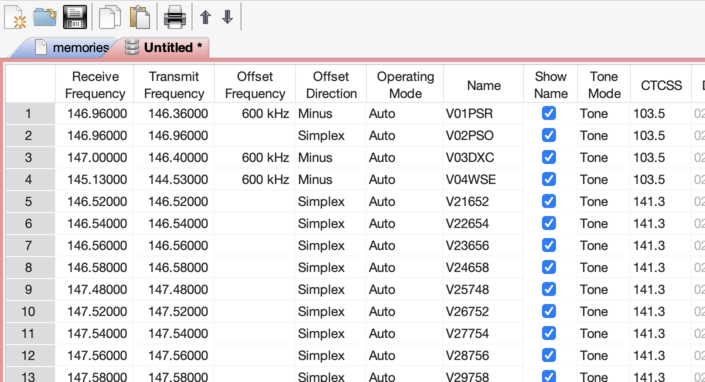 memories Untitled *
Receive Frequency Transmit Frequency Offset Frequency Offset Direction Operating Mode Name Show Name Tone Mode CTCSS
1 146.96000 146.36000 600 kHz Minus Auto V01PSR Tone 103.5 02
2 146.96000 146.96000 Simplex Auto V02PSO Tone 103.5 02
3 147.00000 146.40000 600 kHz Minus Auto V03DXC Tone 103.5 02
4 145.13000 144.53000 600 kHz Minus Auto V04WSE Tone 103.5 02
5 146.52000 146.52000 Simplex Auto V21652 Tone 141.3 02
6 146.54000 146.54000 Simplex Auto V22654 Tone 141.3 02
7 146.56000 146.56000 Simplex Auto V23656 Tone 141.3 02
8 146.58000 146.58000 Simplex Auto V24658 Tone 141.3 02
9 147.48000 147.48000 Simplex Auto V25748 Tone 141.3 02
10 147.52000 147.52000 Simplex Auto V26752 Tone 141.3 02
11 147.54000 147.54000 Simplex Auto V27754 Tone 141.3 02
12 147.56000 147.56000 Simplex Auto V28756 Tone 141.3 02
13 147.58000 147.58000 Simplex Auto V29758 Tone 141.3 02